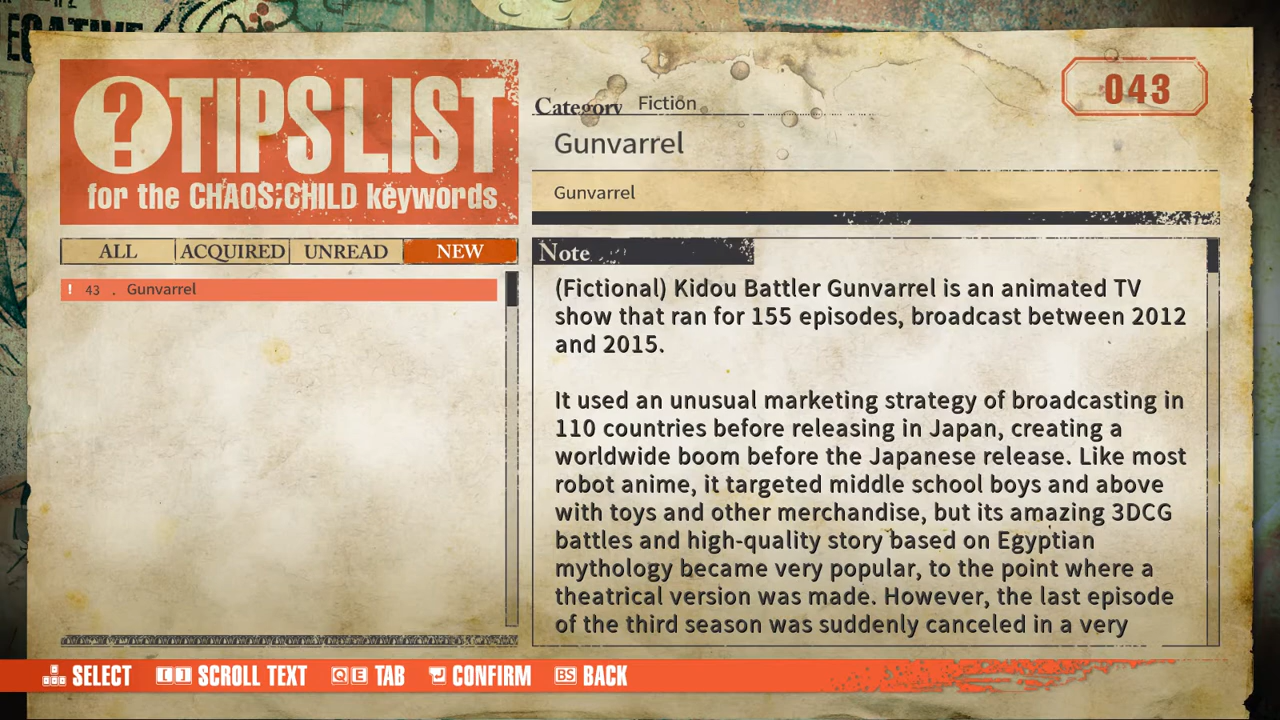 ? TIPS LIST
for the CHAOS;CHILD keywords
ALL ACQUIRED UNREAD NEW
! 43 . Gunvarrel
Category Fiction
043
Gunvarrel
Gunvarrel
Note
(Fictional) Kidou Battler Gunvarrel is an animated TV
show that ran for 155 episodes, broadcast between 2012
and 2015.
It used an unusual marketing strategy of broadcasting in
110 countries before releasing in Japan, creating a
worldwide boom before the Japanese release. Like most
robot anime, it targeted middle school boys and above
with toys and other merchandise, but its amazing 3DCG
battles and high-quality story based on Egyptian
mythology became very popular, to the point where a
theatrical version was made. However, the last episode
of the third season was suddenly canceled in a very
SELECT [ ] SCROLL TEXT Q E TAB CONFIRM BS BACK